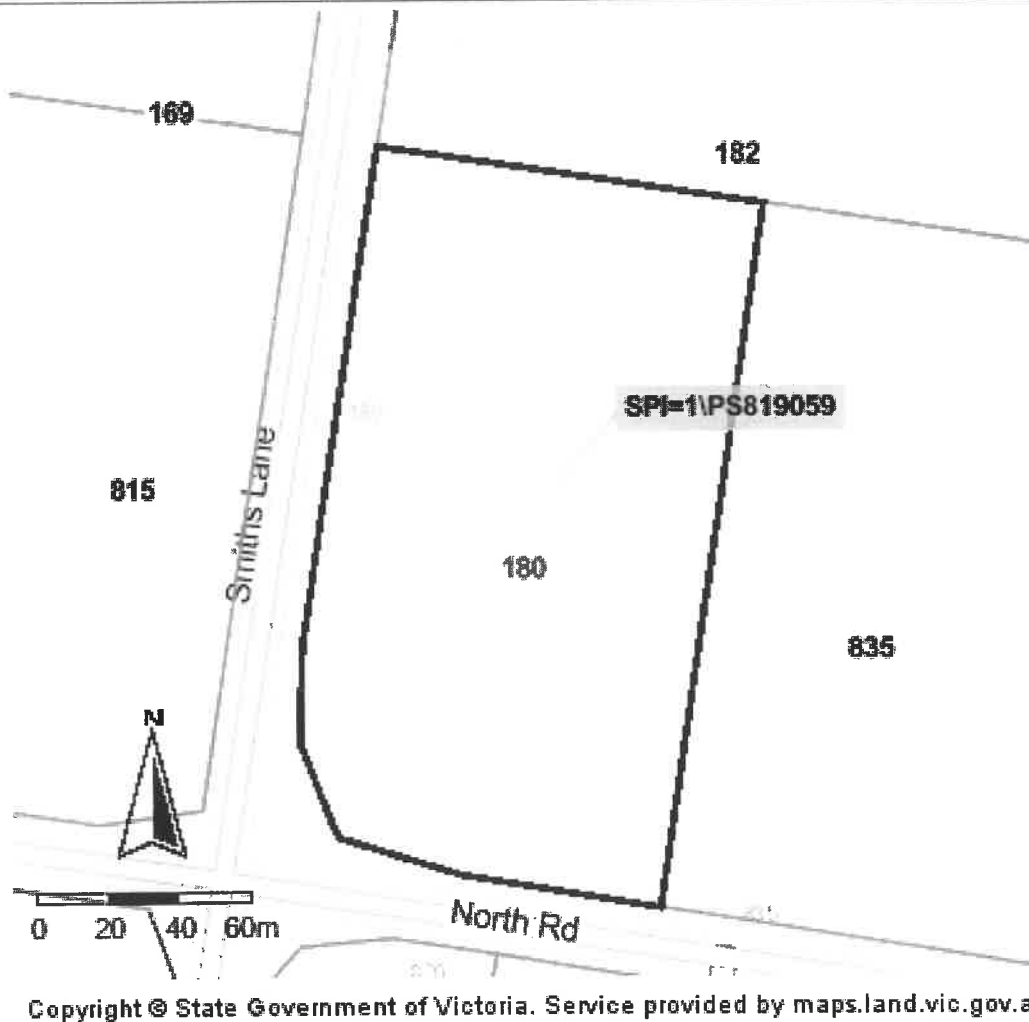 169
182
SPI=1\PS819059
Smiths Lane
815
180
835
N
0 20 40 60m
North Rd
Copyright © State Government of Victoria. Service provided by maps.land.vic.gov.a